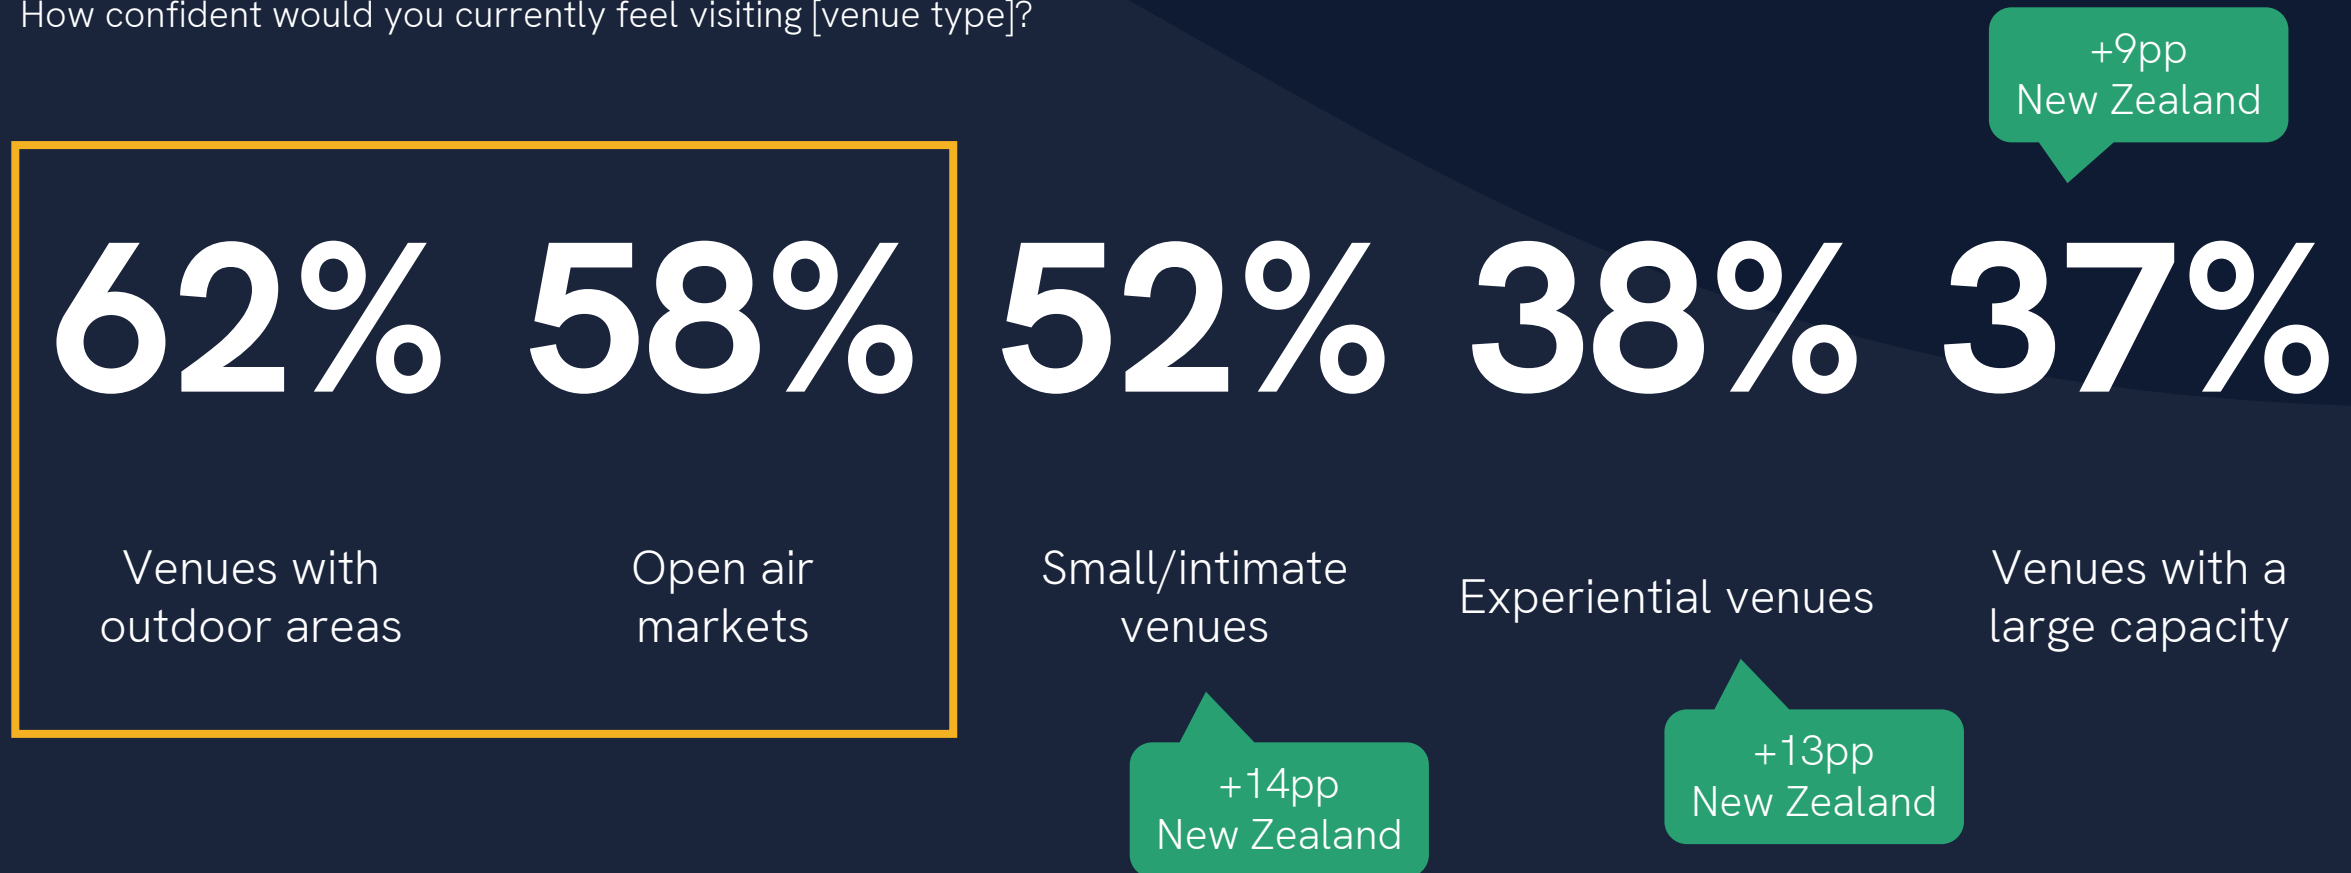 How confident would you currently feel visiting [venue type]?
+9pp
New Zealand
62%
58%
52%
38%
37%
Venues with
outdoor areas
Open air
markets
Small/intimate
venues
Experiential venues
Venues with a
large capacity
+14pp
New Zealand
+13pp
New Zealand